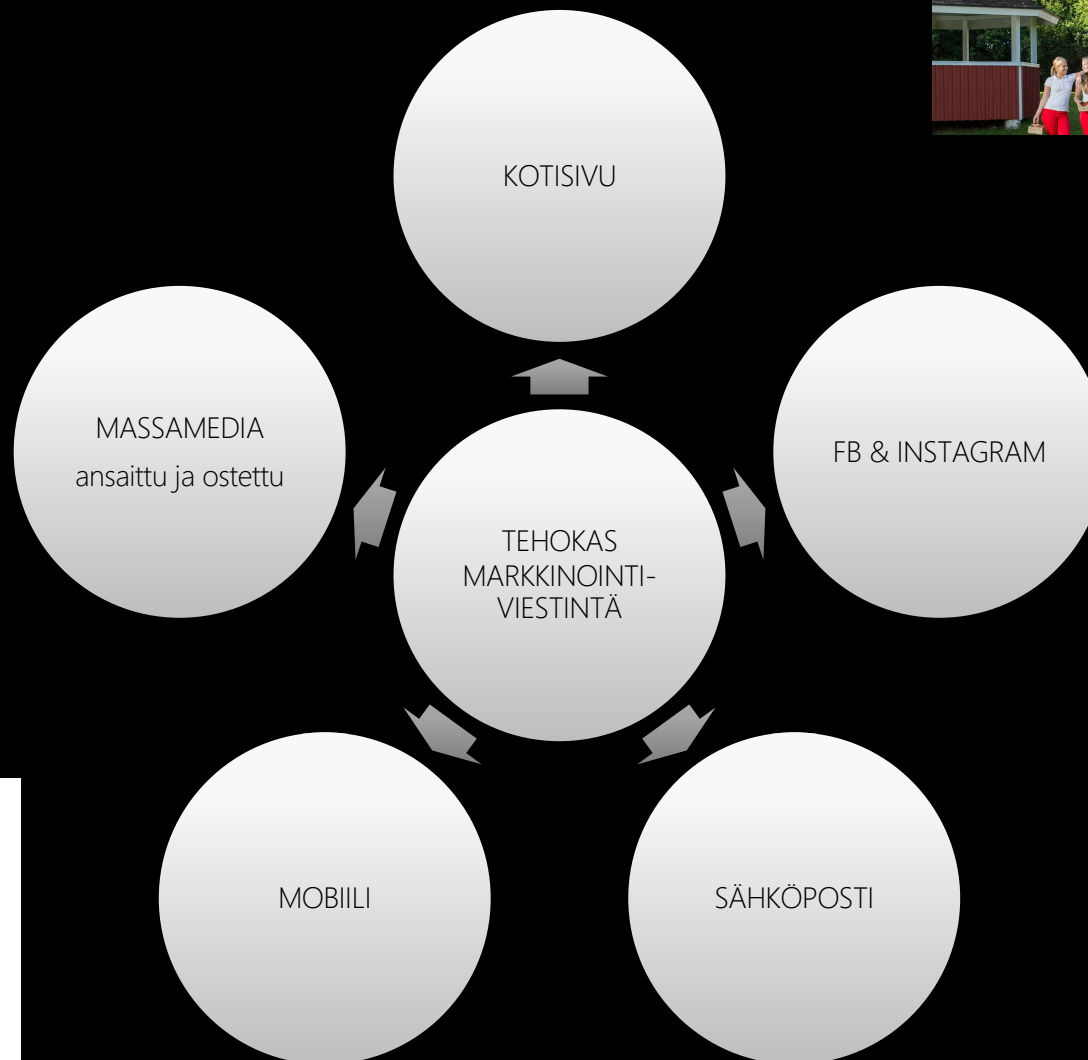 KOTISIVU
MASSAMEDIA
ansaittu ja ostettu
FB & INSTAGRAM
TEHOKAS
MARKKINOINTI-
VIESTINTÄ
MOBIILI
SÄHKÖPOSTI